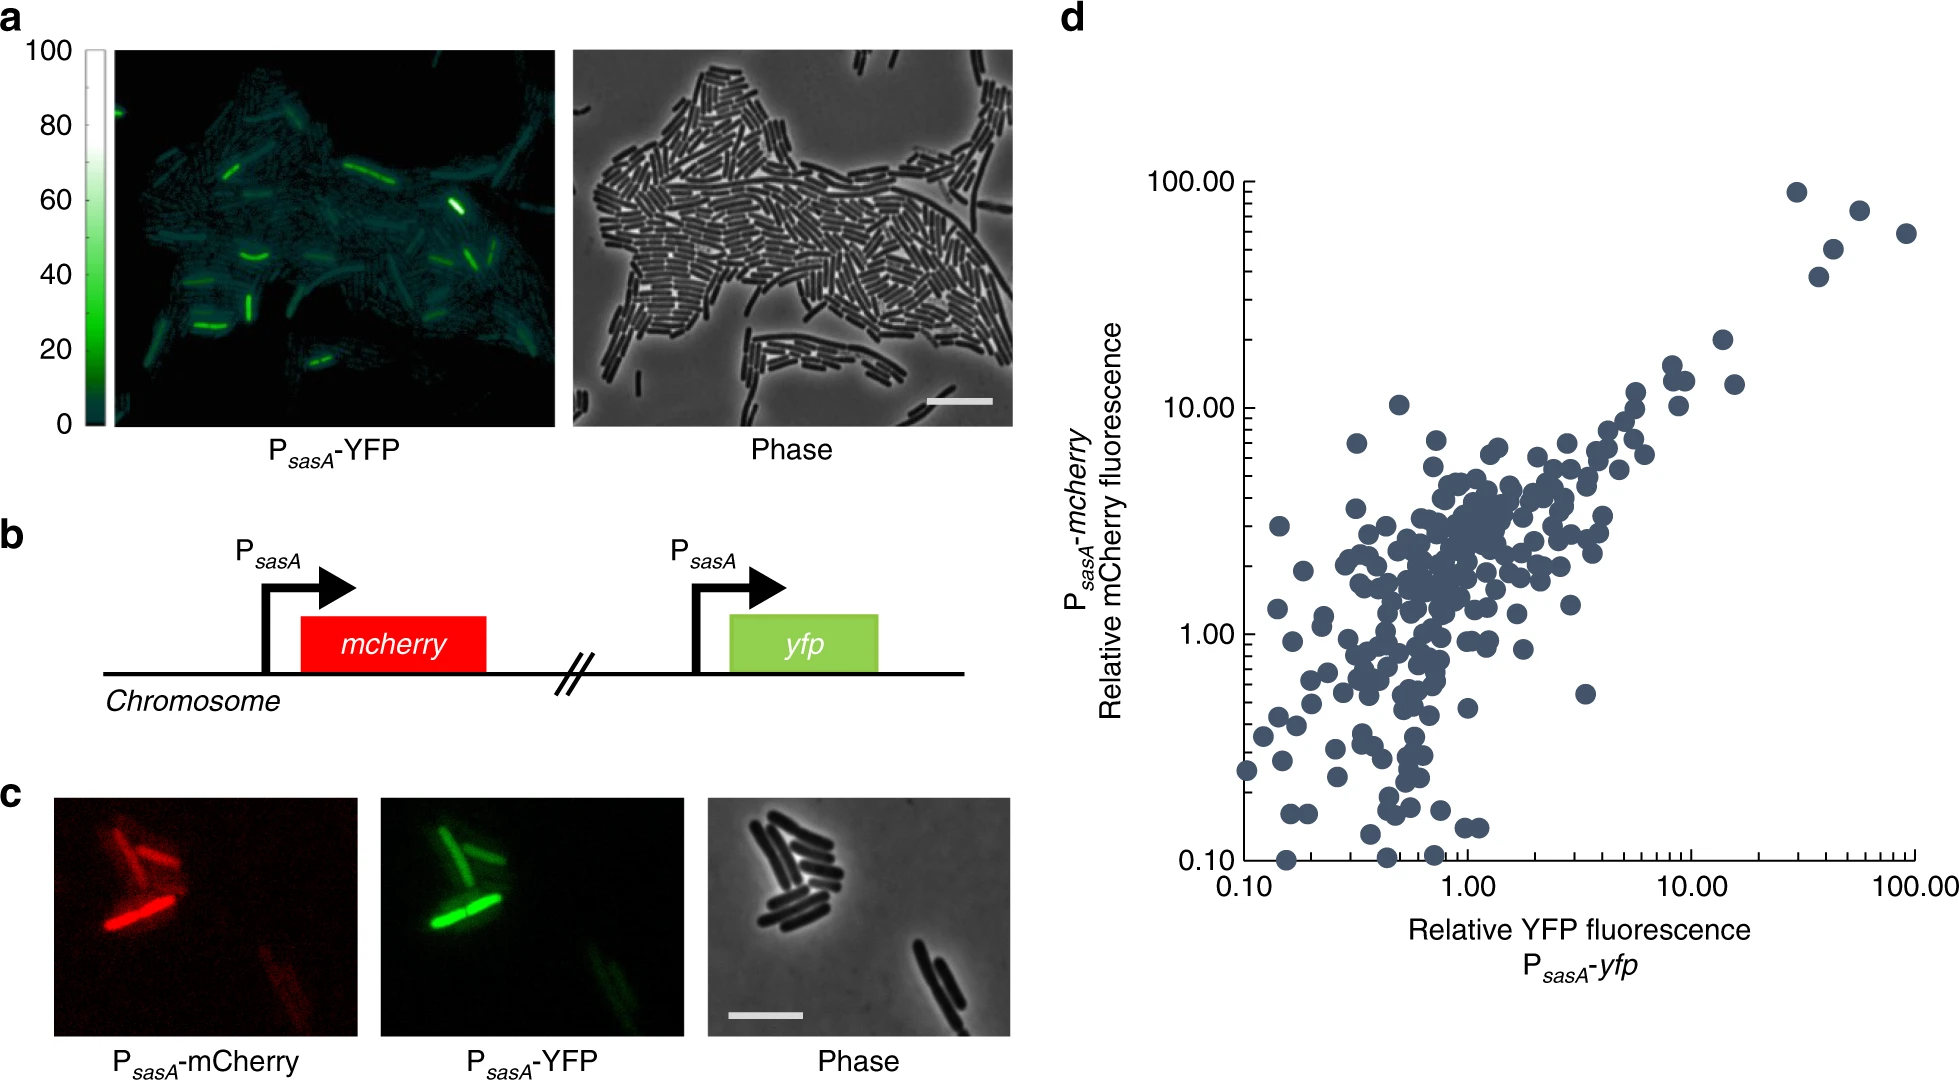 a
100
80
60
40
20
0
PsasA-YFP
Phase
b
PsasA
PsasA
mcherry
yfp
Chromosome
c
PsasA-mCherry
PsasA-YFP
Phase
d
PsasA-mcherry
Relative mCherry fluorescence
100.00
10.00
1.00
0.10
0.10
1.00
10.00
100.00
Relative YFP fluorescence
PsasA-yfp